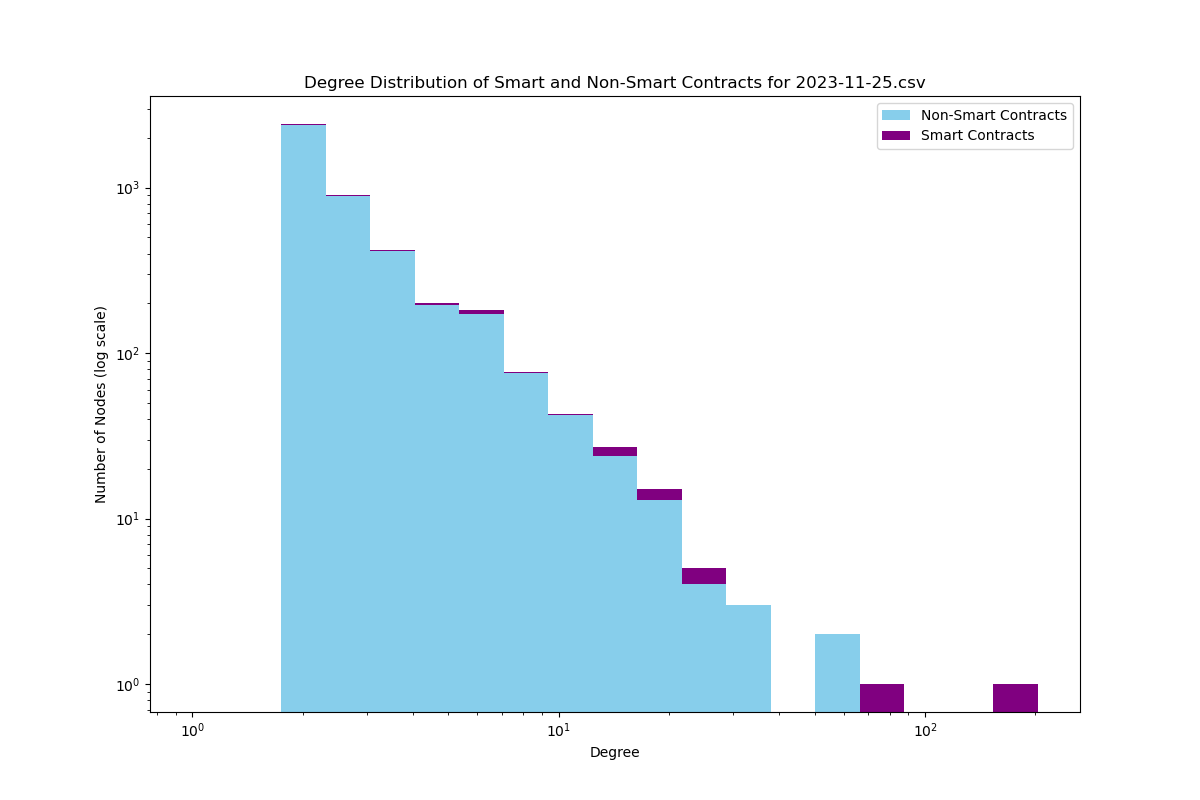 Degree Distribution of Smart and Non-Smart Contracts for 2023-11-25.csv
Non-Smart Contracts
Smart Contracts
Number of Nodes (log scale)
10³
10²
10¹
10⁰
10⁰ 10¹ 10²
Degree